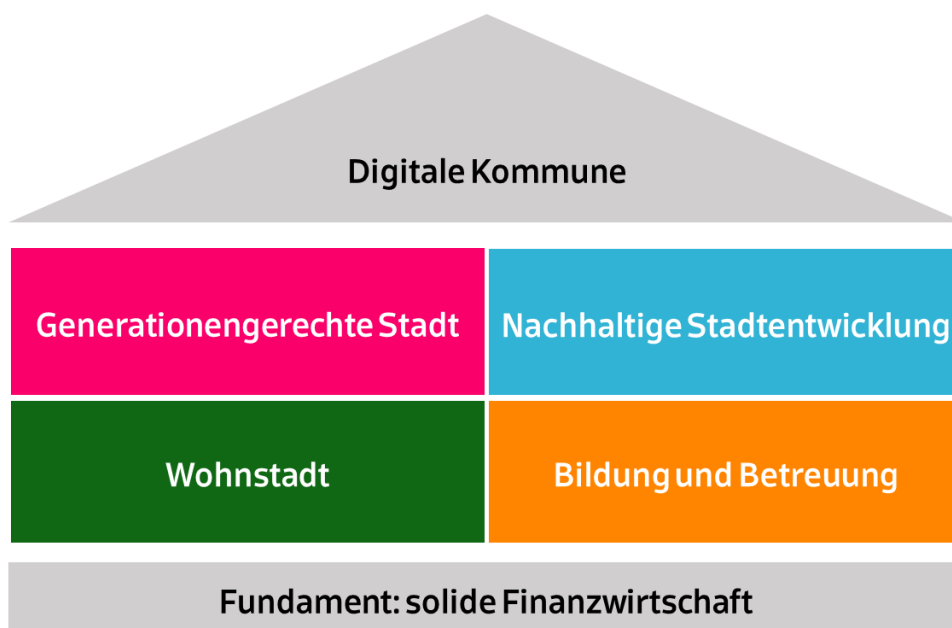 Digitale Kommune
Generationengerechte Stadt
Nachhaltige Stadtentwicklung
Wohnstadt
Bildung und Betreuung
Fundament: solide Finanzwirtschaft